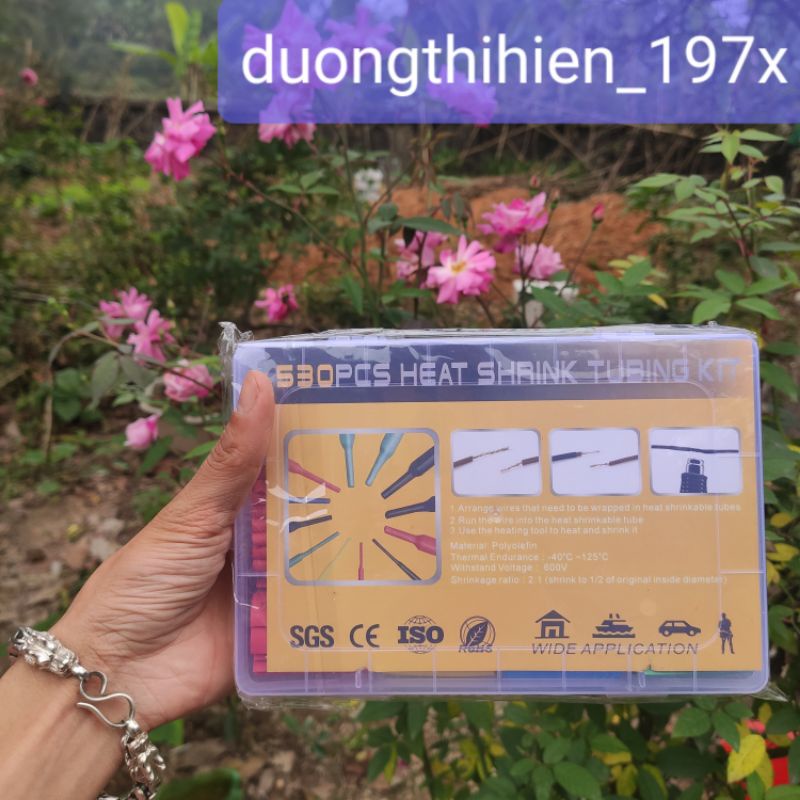 duongthihien_197x
530PCS HEAT SHRINK TUBING KIT
1.Arrange wires that need to be wrapped in heat shrinkable tubes
2.Run the wire into the heat shrinkable tube
3.Use the heating tool to heat and shrink it
Material: Polyolefin
Thermal Endurance : -40°C ~125°C
Withstand Voltage : 600V
Shrinkage ratio : 2:1 (shrink to 1/2 of original inside diameter)
SGS CE ISO RoHS
WIDE APPLICATION